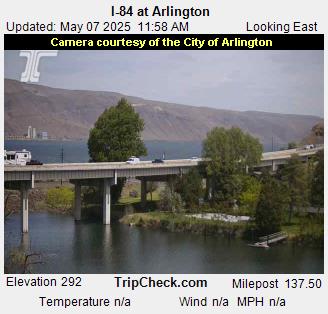 I-84 at Arlington
Updated: May 07 2025 11:58 AM Looking East
Camera courtesy of the City of Arlington
Elevation 292 TripCheck.com Milepost 137.50
Temperature n/a Wind n/a MPH n/a